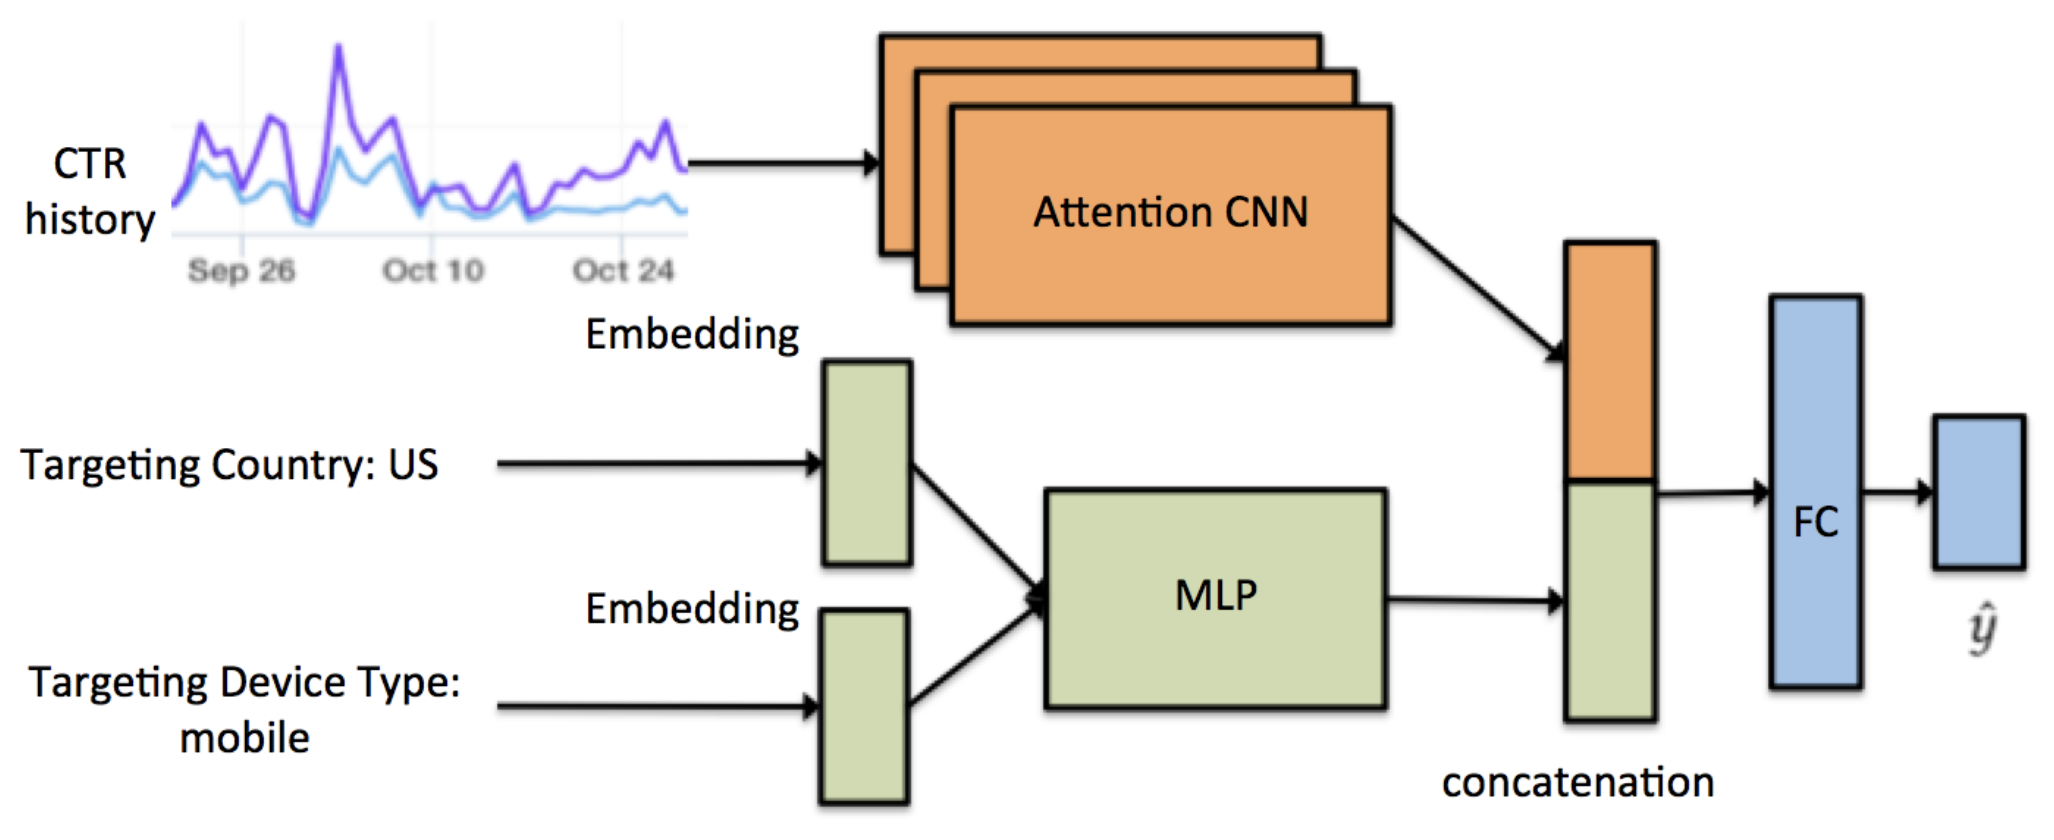 CTR
history
Sep 26
Oct 10
Oct 24
Attention CNN
Embedding
Targeting Country: US
Embedding
MLP
Targeting Device Type:
mobile
FC
ŷ
concatenation